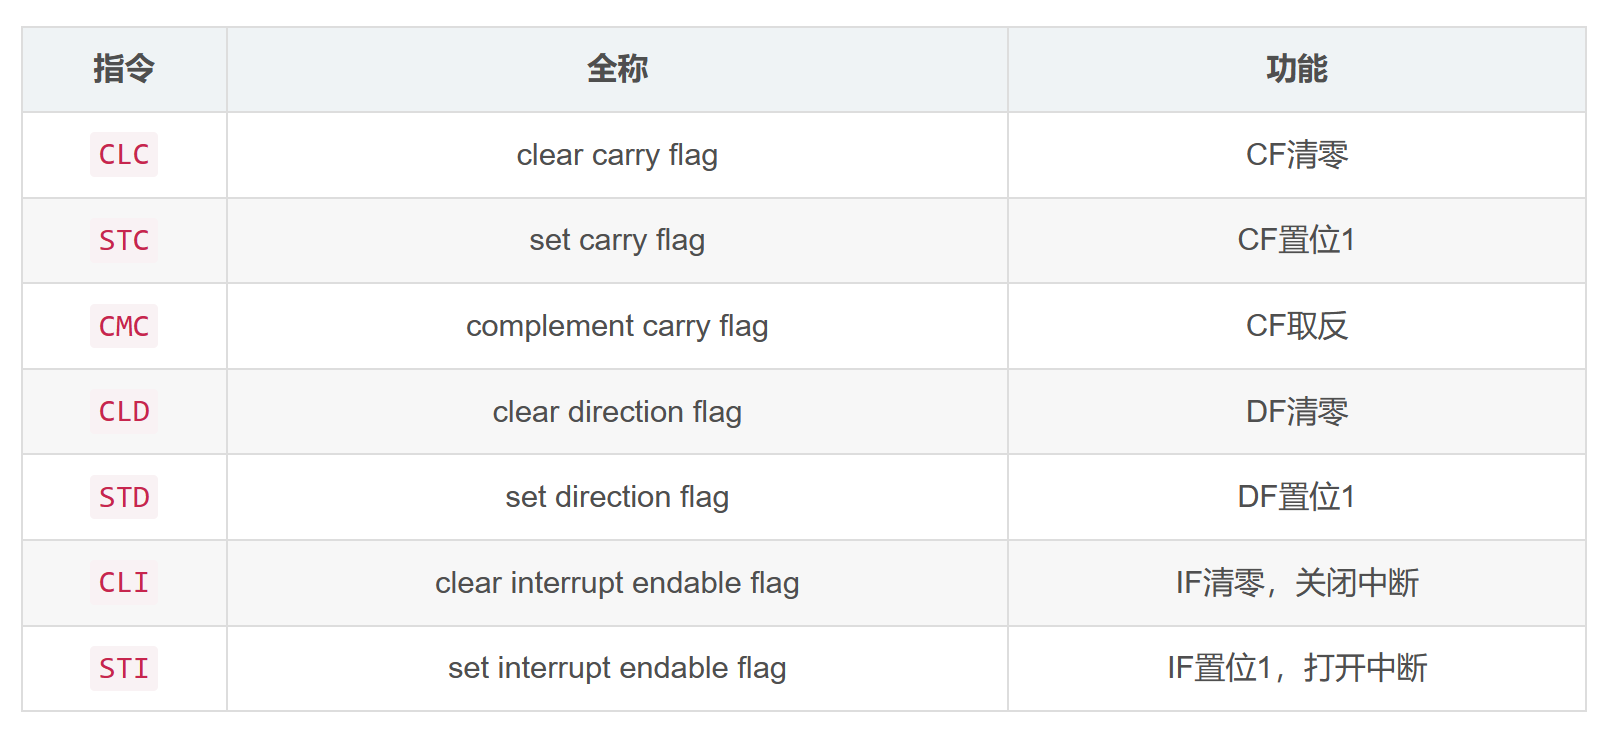 指令 全称 功能
CLC clear carry flag CF清零
STC set carry flag CF置位1
CMC complement carry flag CF取反
CLD clear direction flag DF清零
STD set direction flag DF置位1
CLI clear interrupt endable flag IF清零，关闭中断
STI set interrupt endable flag IF置位1，打开中断